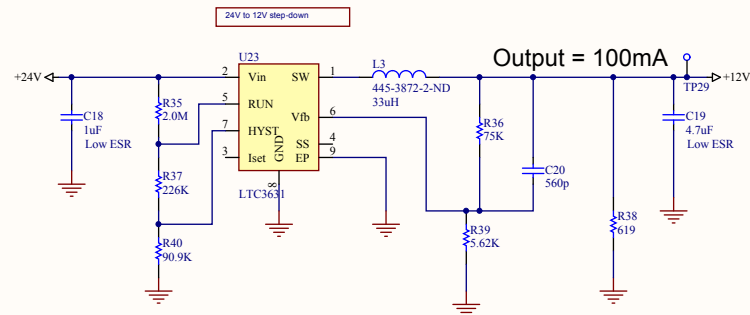 24V to 12V step-down
U23
L3
Output = 100mA
+24V
2
Vin
SW
1
445-3872-2-ND
33uH
TP29
+12V
C18
1uF
Low ESR
R35
2.0M
5
RUN
Vfb
6
R36
75K
C19
4.7uF
Low ESR
7
HYST
SS
4
3
Iset
GND
EP
9
8
LTC3631
C20
560p
R37
226K
R40
90.9K
R39
5.62K
R38
619